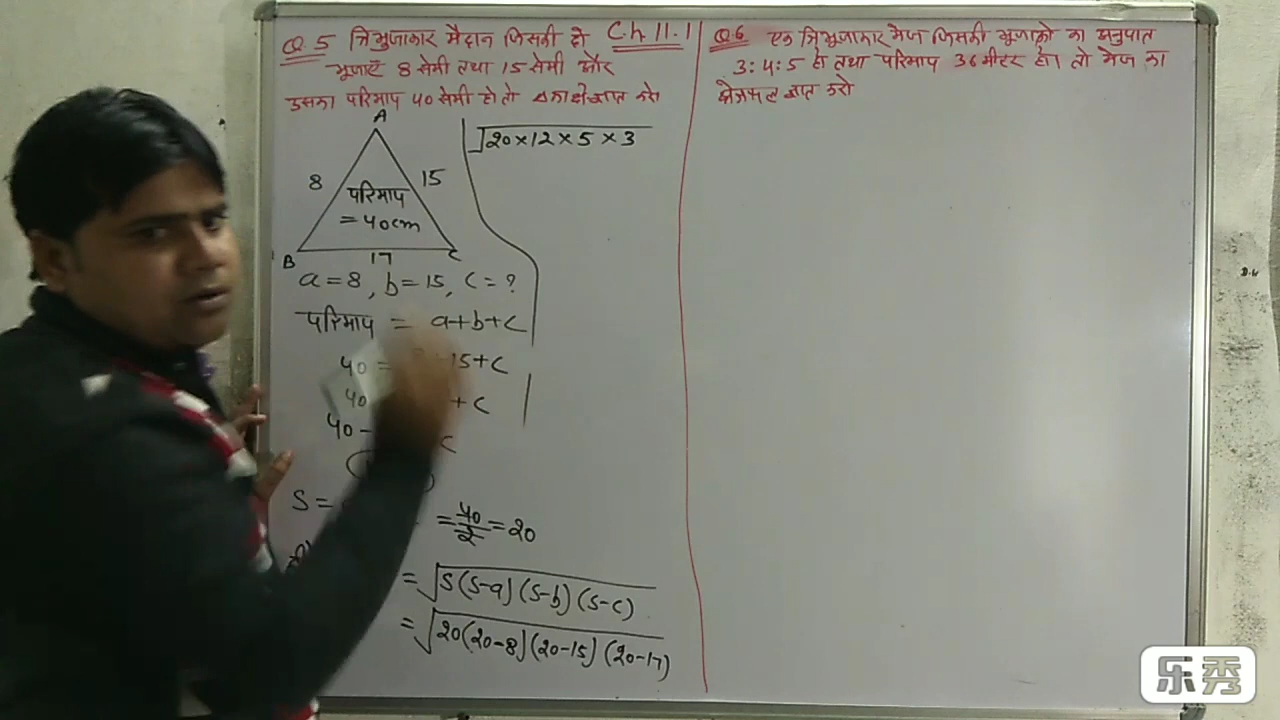 Q.5 त्रिभुजाकार मैदान जिसकी दो
भुजाएँ 8 सेमी तथा 15 सेमी और
उसका परिमाप 40 सेमी हो तो Δ का क्षे० ज्ञात करो
Ch 11.1
A
8
15
परिमाप
= 40cm
B
17
C
a=8, b=15, c=?
परिमाप = a+b+c
40 = 15+c
40 +c
40- c
S =
= 40/2 = 20
= √S(S-a)(S-b)(S-c)
= √20(20-8)(20-15)(20-17)
√20×12×5×3
Q.6 एक त्रिभुजाकार मेज जिसकी भुजाओं का अनुपात
3:4:5 हो तथा परिमाप 36 मीटर हो। तो मेज का
क्षेत्रफल ज्ञात करो
乐秀